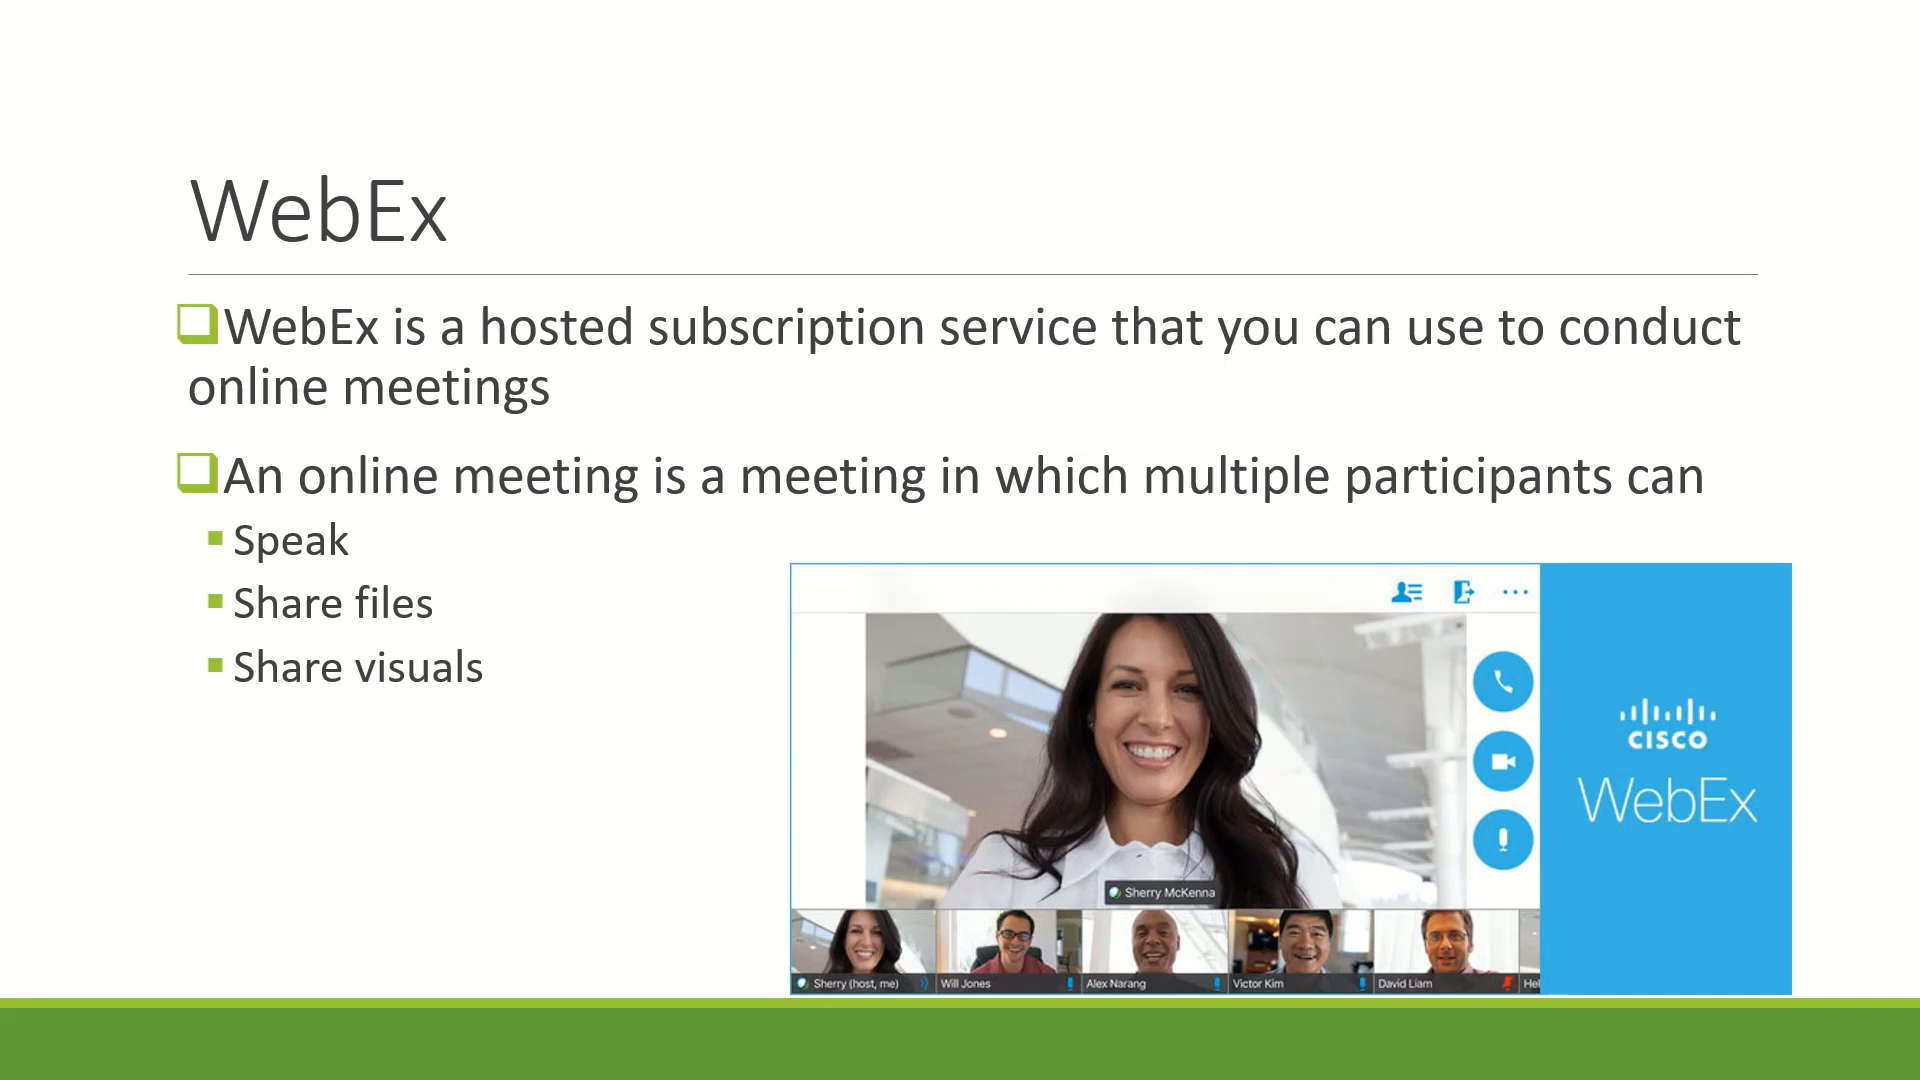 WebEx
WebEx is a hosted subscription service that you can use to conduct
online meetings
An online meeting is a meeting in which multiple participants can
Speak
Share files
Share visuals
CISCO
WebEx
Sherry McKenna
Sherry (host, me)
Will Jones
Alex Narang
Victor Kim
David Liam
Hel